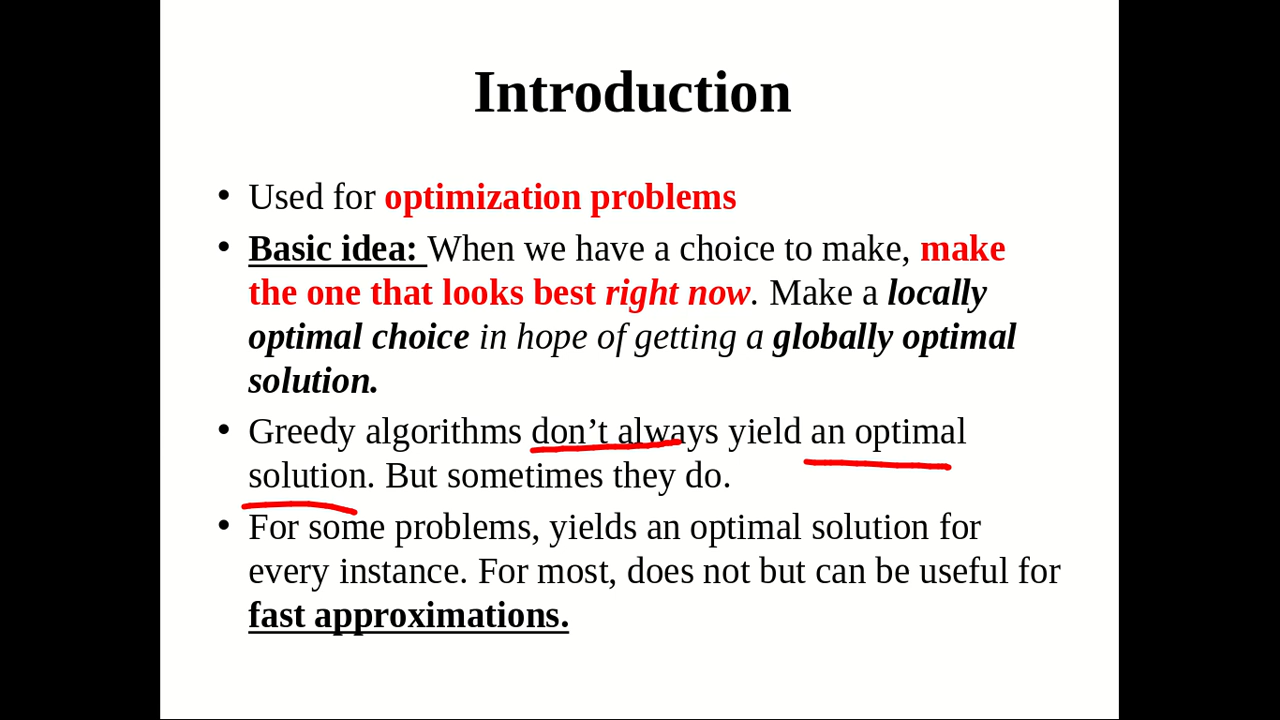 Introduction
• Used for optimization problems
• Basic idea: When we have a choice to make, make
the one that looks best right now. Make a locally
optimal choice in hope of getting a globally optimal
solution.
• Greedy algorithms don’t always yield an optimal
solution. But sometimes they do.
• For some problems, yields an optimal solution for
every instance. For most, does not but can be useful for
fast approximations.